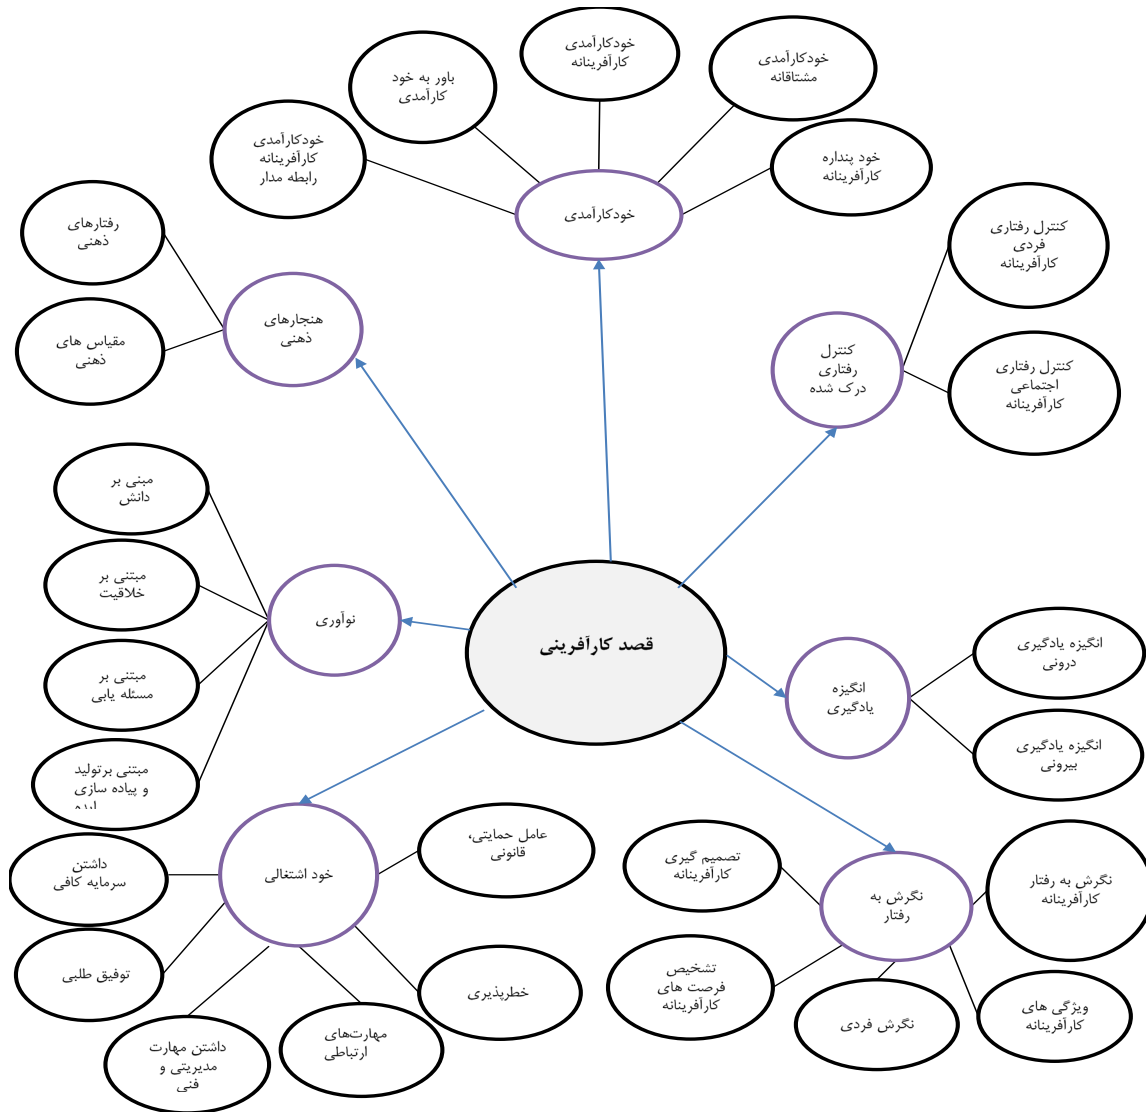 خودکارآمدی
کارآفرینانه
خودکارآمدی
مشتاقانه
باور به خود
کارآمدی
خودکارآمدی
کارآفرینانه
رابطه مدار
خود پنداره
کارآفرینانه
خودکارآمدی
کنترل رفتاری
فردی
کارآفرینانه
کنترل رفتاری
اجتماعی
کارآفرینانه
کنترل
رفتاری
درک شده
رفتارهای
ذهنی
مقیاس های
ذهنی
هنجارهای
ذهنی
مبنی بر
دانش
مبتنی بر
خلاقیت
مبتنی بر
مسئله یابی
مبتنی برتولید
و پیاده سازی
نوآوری
قصد کارآفرینی
انگیزه
یادگیری
انگیزه یادگیری
درونی
انگیزه یادگیری
بیرونی
خود اشتغالی
عامل حمایتی،
قانونی
داشتن
سرمایه کافی
توفیق طلبی
داشتن مهارت
مدیریتی و
فنی
مهارت‌های
ارتباطی
خطرپذیری
نگرش به
رفتار
تصمیم گیری
کارآفرینانه
تشخیص
فرصت های
کارآفرینانه
نگرش فردی
ویژگی های
کارآفرینانه
نگرش به رفتار
کارآفرینانه